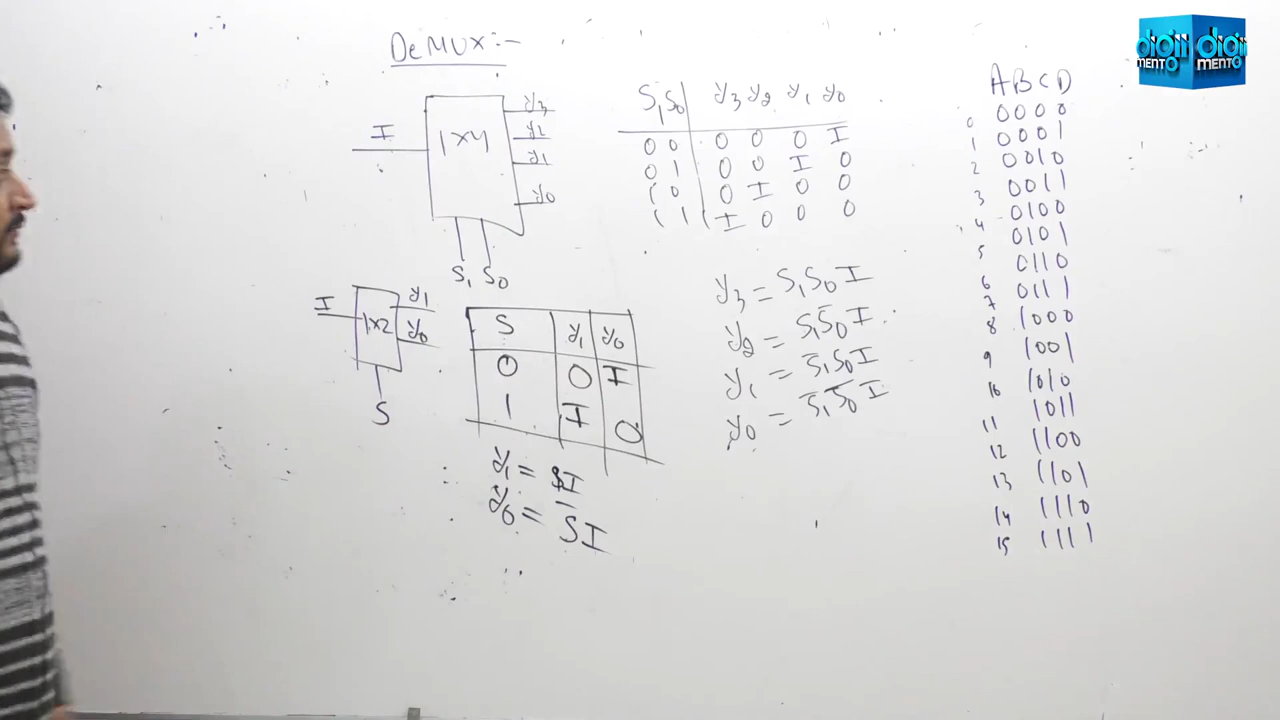 DeMUX:-
I
1x4
y3
y2
y1
y0
S1 S0
S1 S0 y3 y2 y1 y0
0 0 0 0 0 I
0 1 0 0 I 0
1 0 0 I 0 0
1 1 I 0 0 0
I
1x2
y1
y0
S
S y1 y0
0 0 I
1 I 0
y1 = SI
y0 = S̅I
y3 = S1S0I
y2 = S1S̅0I
y1 = S̅1S0I
y0 = S̅1S̅0I
A B C D
0 0000
1 0001
2 0010
3 0011
4 0100
5 0101
6 0110
7 0111
8 1000
9 1001
10 1010
11 1011
12 1100
13 1101
14 1110
15 1111
digii digii
MENTO MENTO